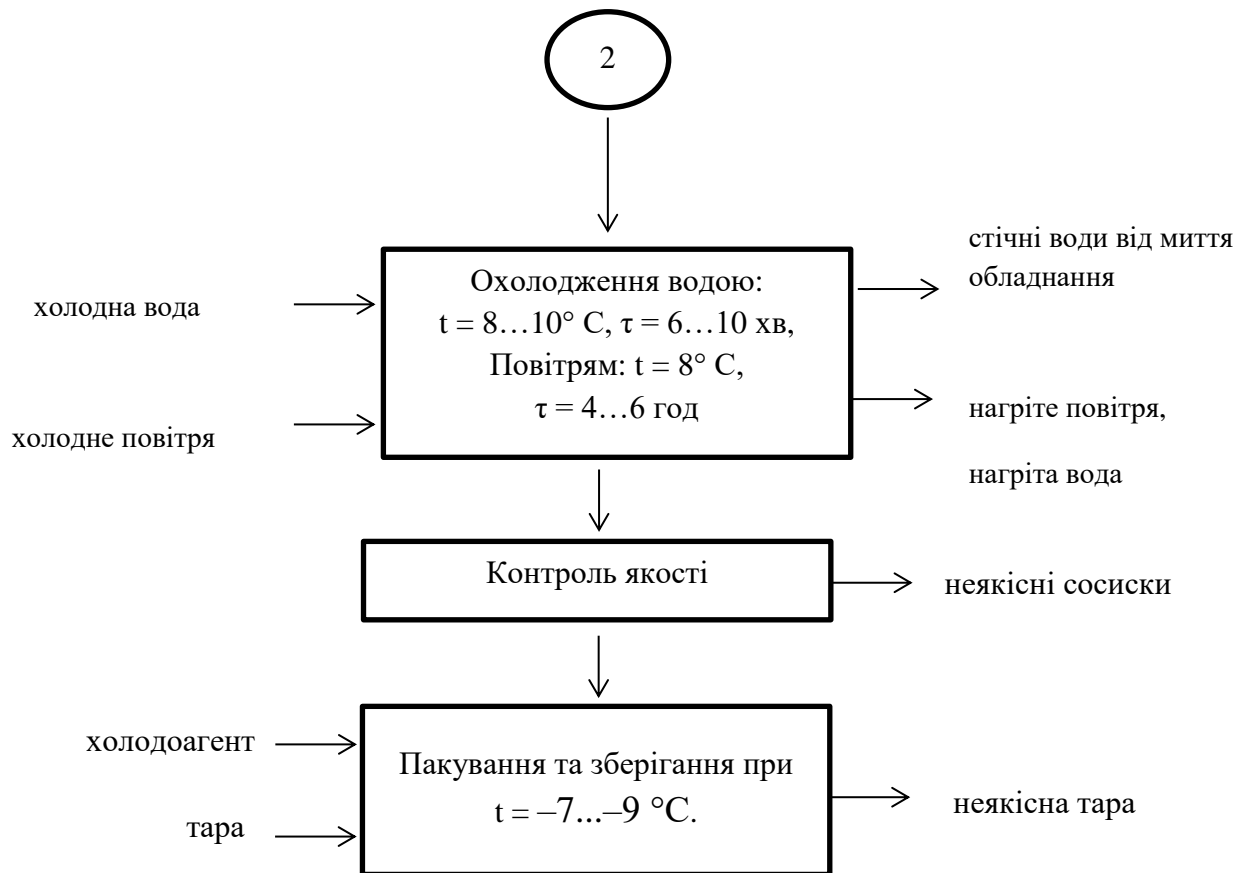 2
стічні води від миття
обладнання
холодна вода
Охолодження водою:
t = 8…10° С, τ = 6…10 хв,
Повітрям: t = 8° С,
τ = 4…6 год
холодне повітря
нагріте повітря,
нагріта вода
Контроль якості
неякісні сосиски
холодоагент
тара
Пакування та зберігання при
t = –7...–9 °С.
неякісна тара